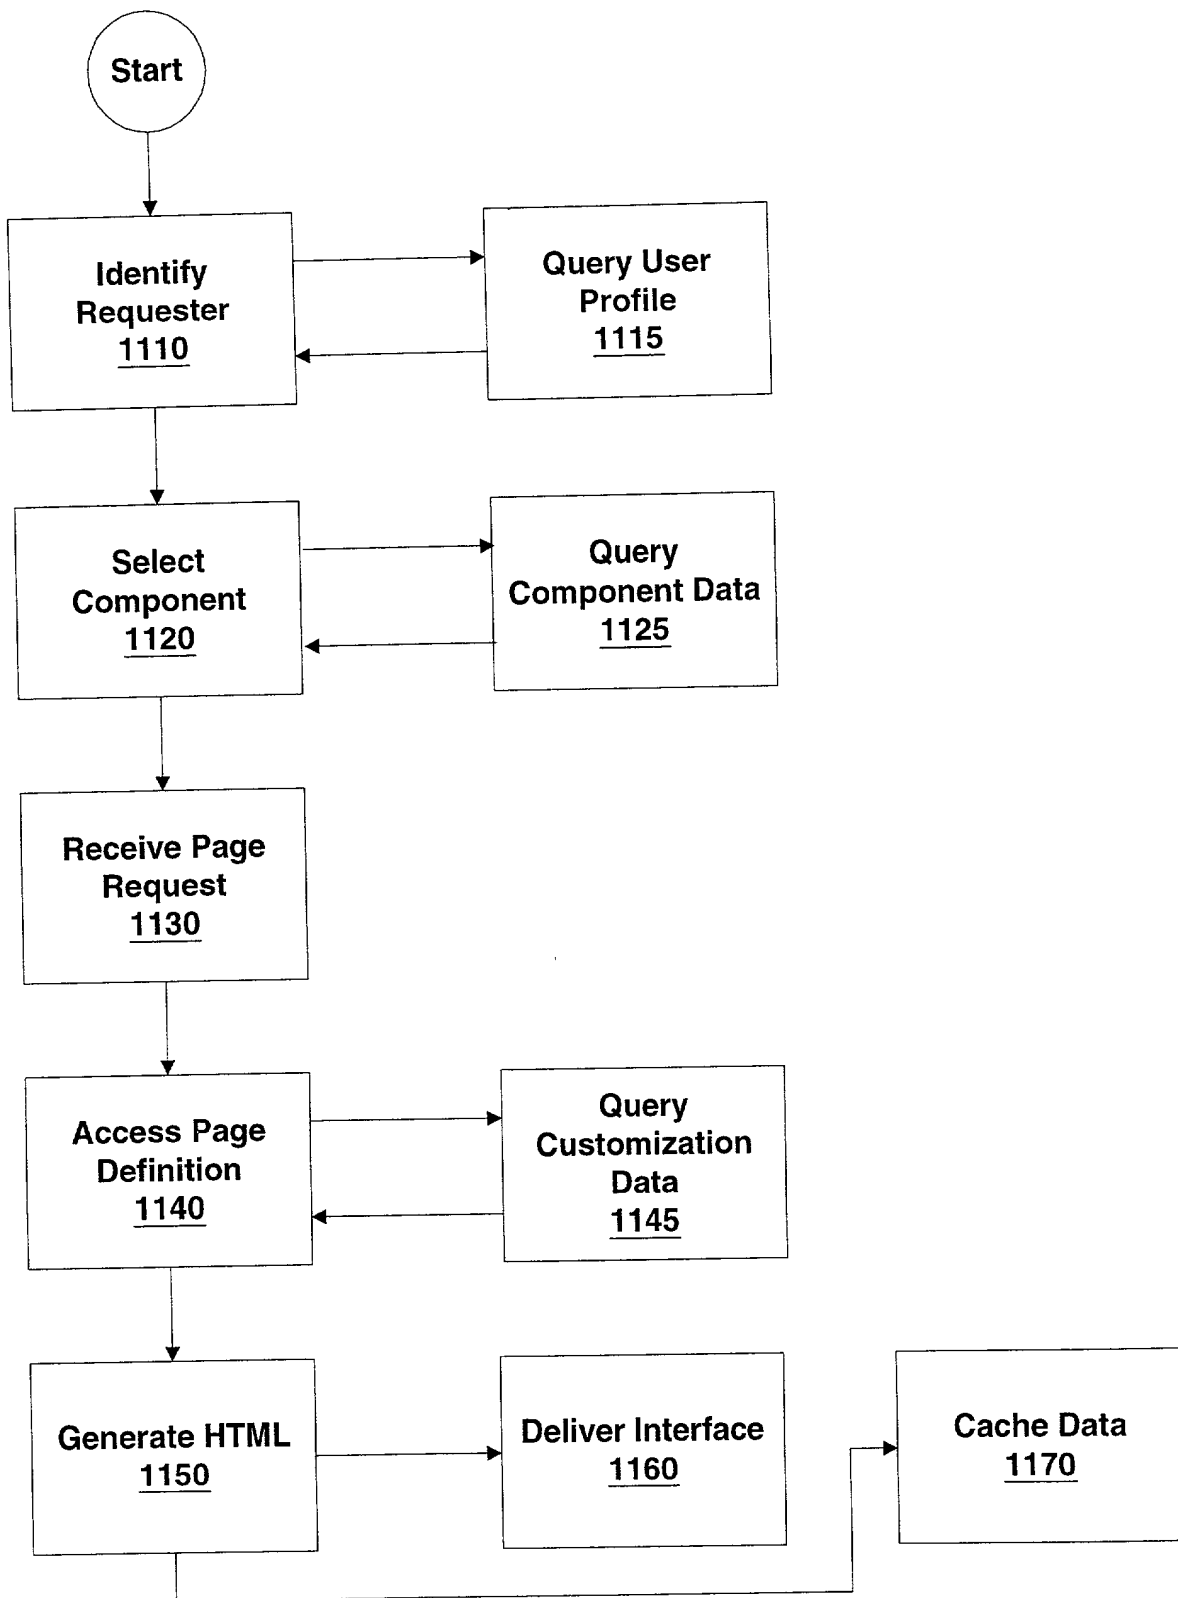 Start
Identify
Requester
1110
Query User
Profile
1115
Select
Component
1120
Query
Component Data
1125
Receive Page
Request
1130
Access Page
Definition
1140
Query
Customization
Data
1145
Generate HTML
1150
Deliver Interface
1160
Cache Data
1170